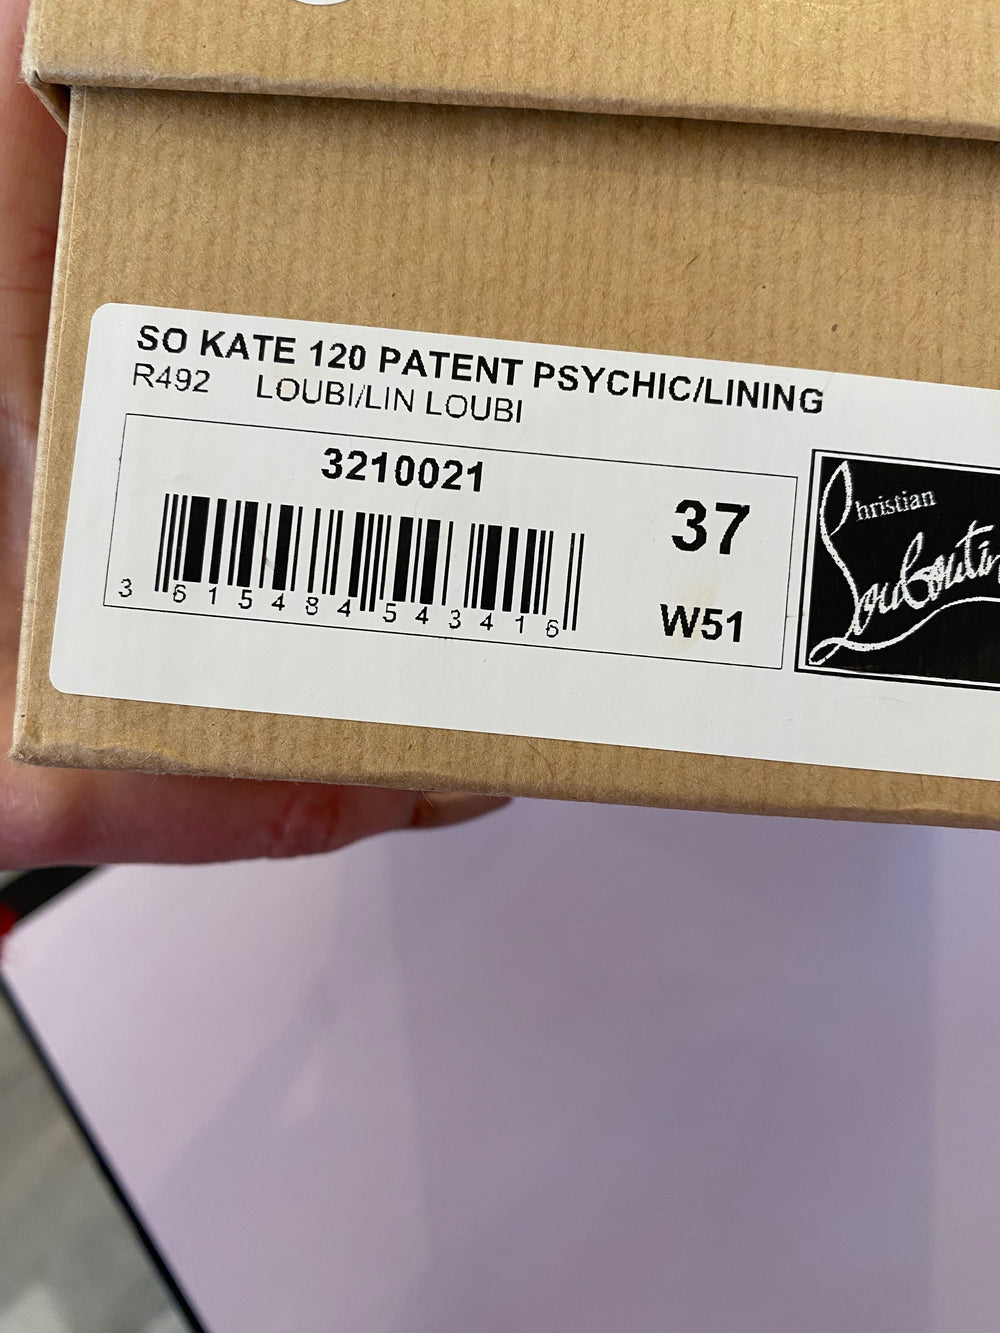 SO KATE 120 PATENT PSYCHIC/LINING
R492 LOUBI/LIN LOUBI
3210021
37
3 615484 543416
W51
Christian
Louboutin